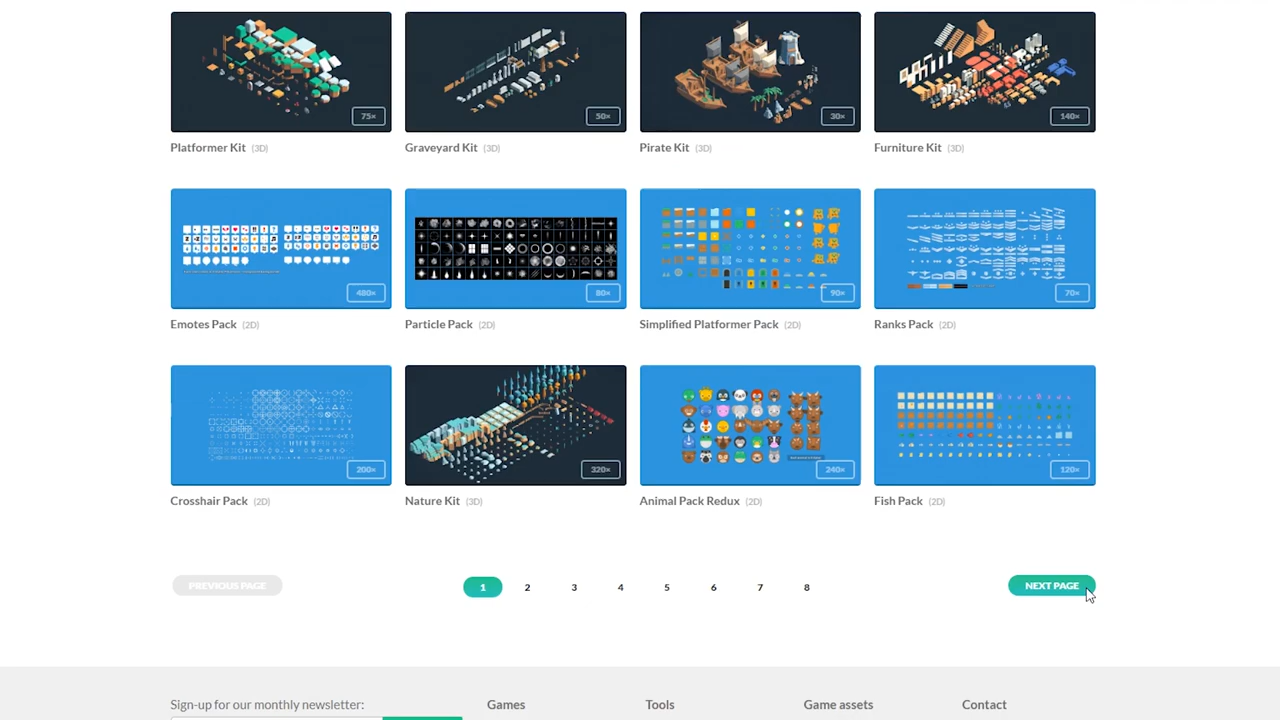 75×
50×
30×
140×
Platformer Kit (3D)
Graveyard Kit (3D)
Pirate Kit (3D)
Furniture Kit (3D)
480×
80×
90×
70×
Emotes Pack (2D)
Particle Pack (2D)
Simplified Platformer Pack (2D)
Ranks Pack (2D)
200×
320×
240×
120×
Crosshair Pack (2D)
Nature Kit (3D)
Animal Pack Redux (2D)
Fish Pack (2D)
PREVIOUS PAGE
1 2 3 4 5 6 7 8
NEXT PAGE
Sign-up for our monthly newsletter:
Games
Tools
Game assets
Contact